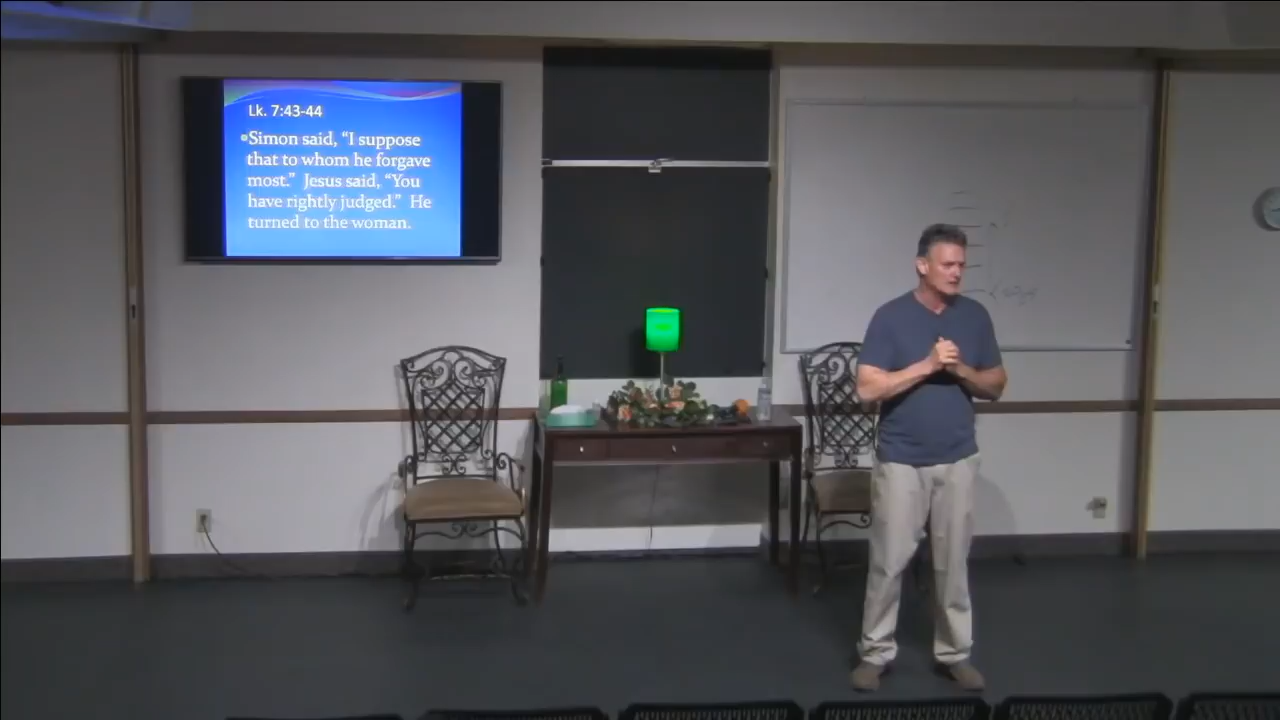 Lk. 7:43-44
Simon said, “I suppose
that to whom he forgave
most.” Jesus said, “You
have rightly judged.” He
turned to the woman.